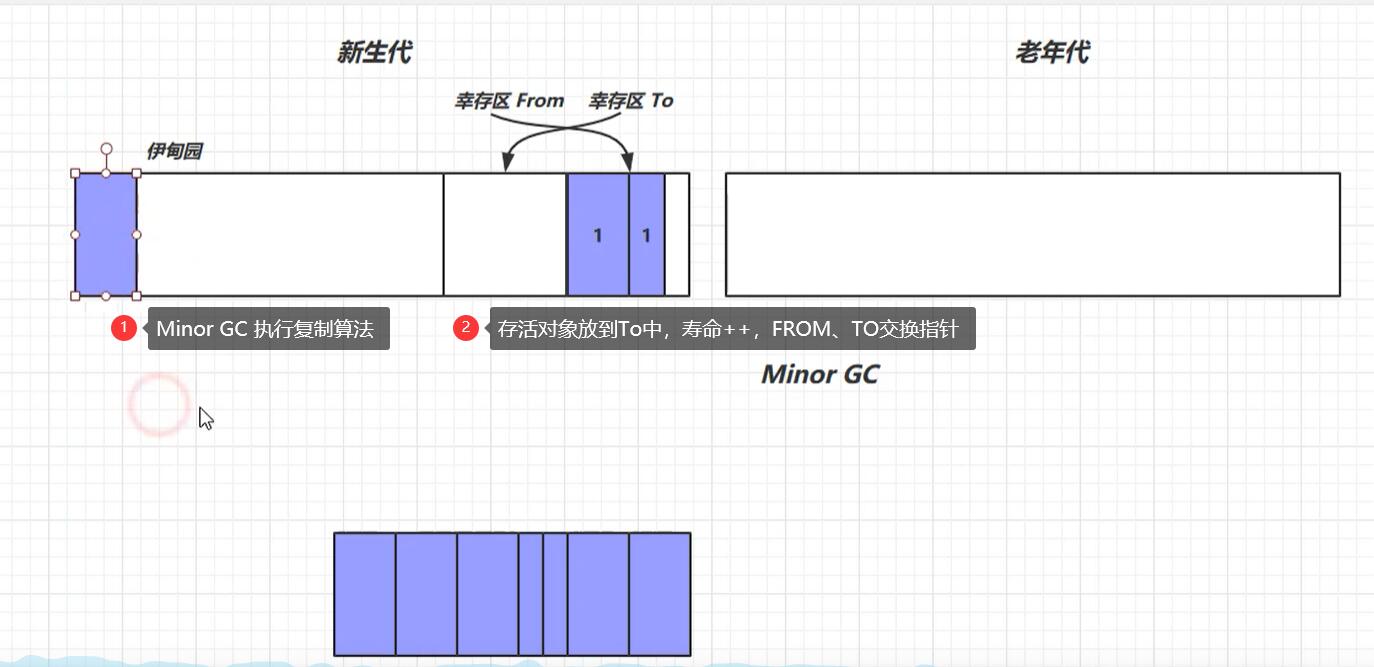 新生代
老年代
幸存区 From
幸存区 To
伊甸园
1
1
1 Minor GC 执行复制算法
2 存活对象放到To中，寿命++，FROM、TO交换指针
Minor GC